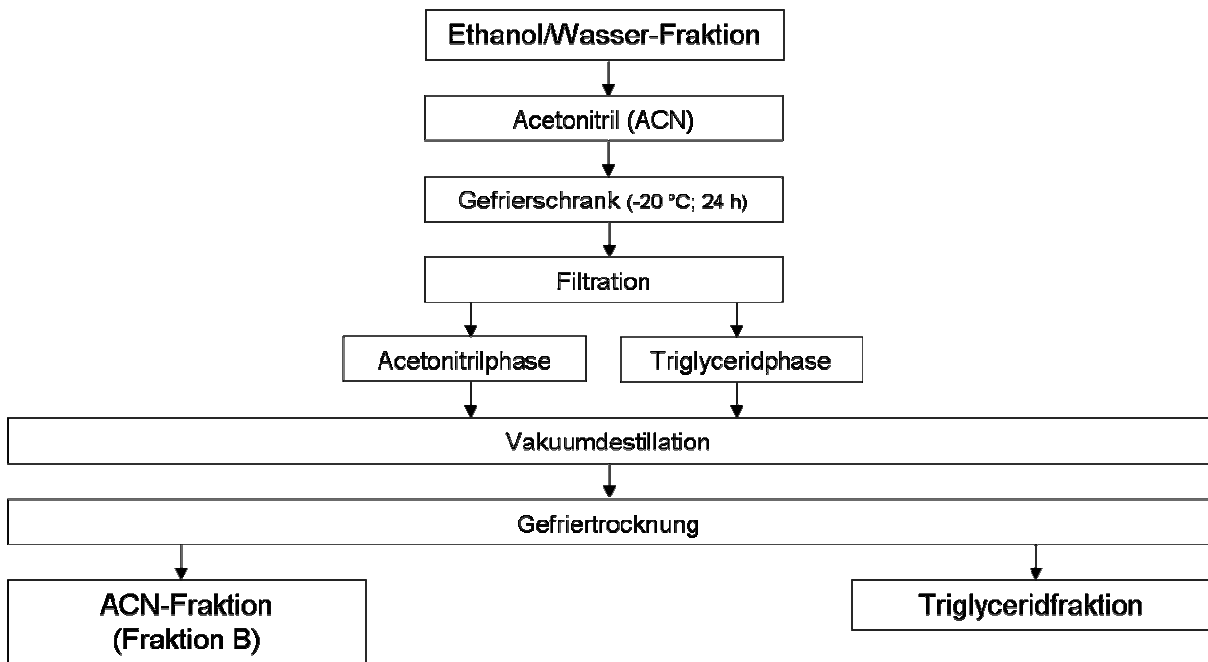 Ethanol/Wasser-Fraktion
Acetonitril (ACN)
Gefrierschrank (-20 °C; 24 h)
Filtration
Acetonitrilphase
Triglyceridphase
Vakuumdestillation
Gefriertrocknung
ACN-Fraktion
(Fraktion B)
Triglyceridfraktion